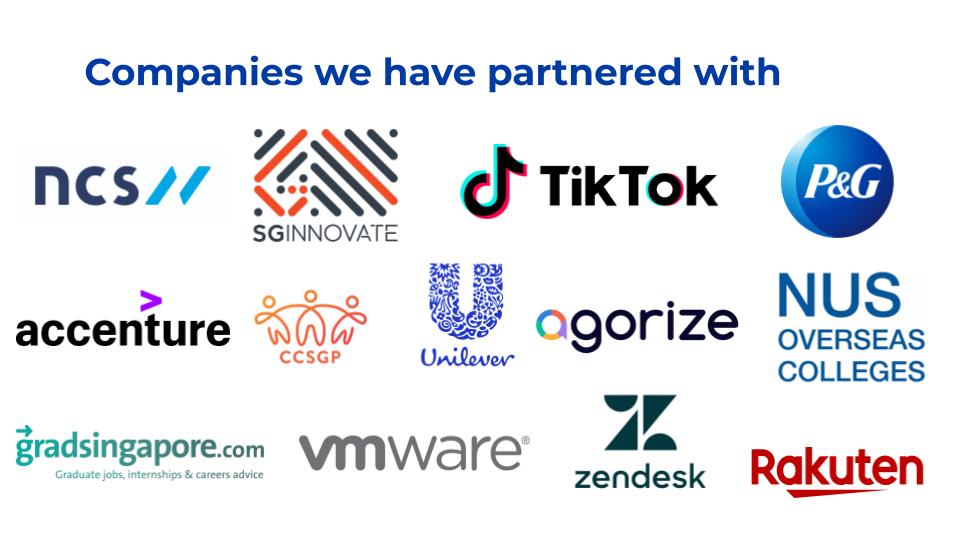 Companies we have partnered with
ncs
SGINNOVATE
TikTok
P&G
accenture
CCSGP
Unilever
agorize
NUS
OVERSEAS
COLLEGES
gradsingapore.com
Graduate jobs, internships & careers advice
vmware®
zendesk
Rakuten